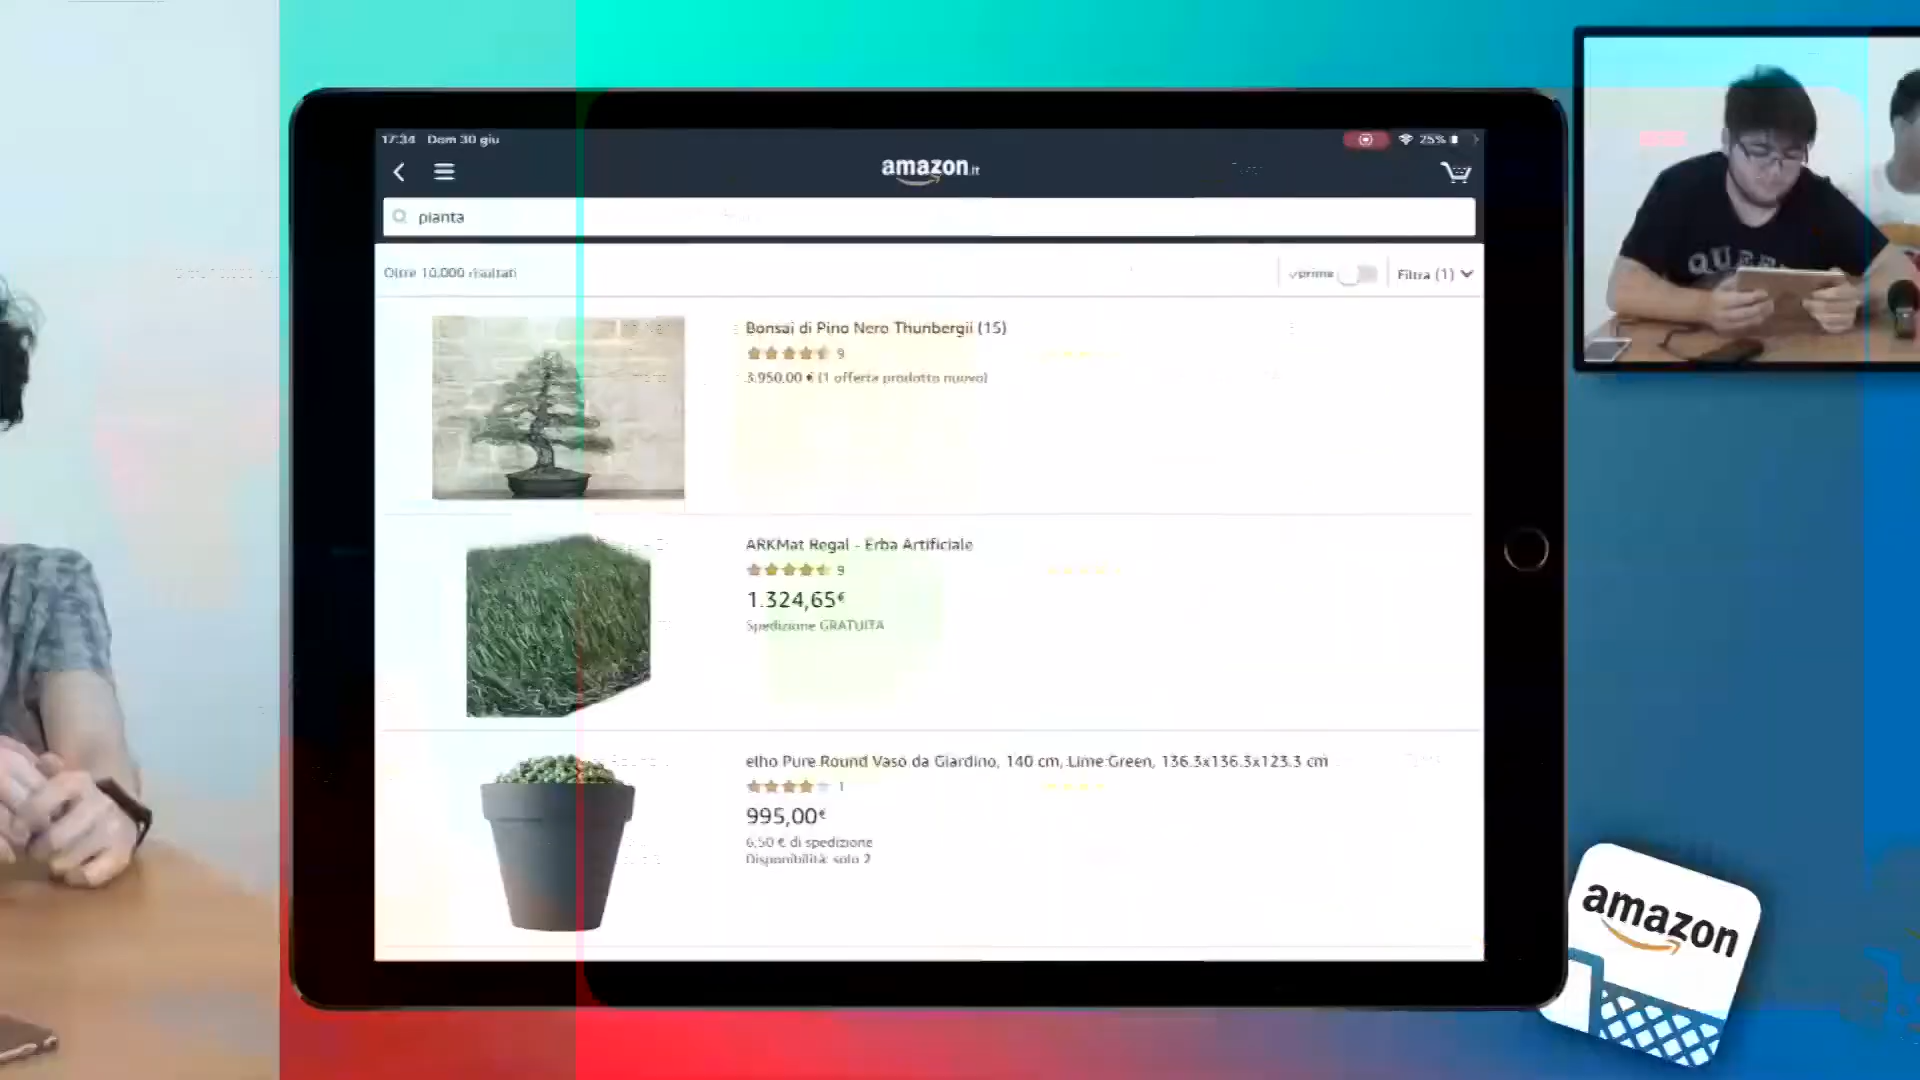 17:34 Dom 30 giu
25%
amazon.it
pianta
Oltre 10.000 risultati
prime
Filtra (1)
Bonsai di Pino Nero Thunbergii (15)
9
3.950,00 € (1 offerta prodotto nuovo)
ARKMat Regal - Erba Artificiale
9
1.324,65€
Spedizione GRATUITA
elho Pure Round Vaso da Giardino, 140 cm, Lime Green, 136.3x136.3x123.3 cm
1
995,00€
6,50 € di spedizione
Disponibilità: solo 2
amazon